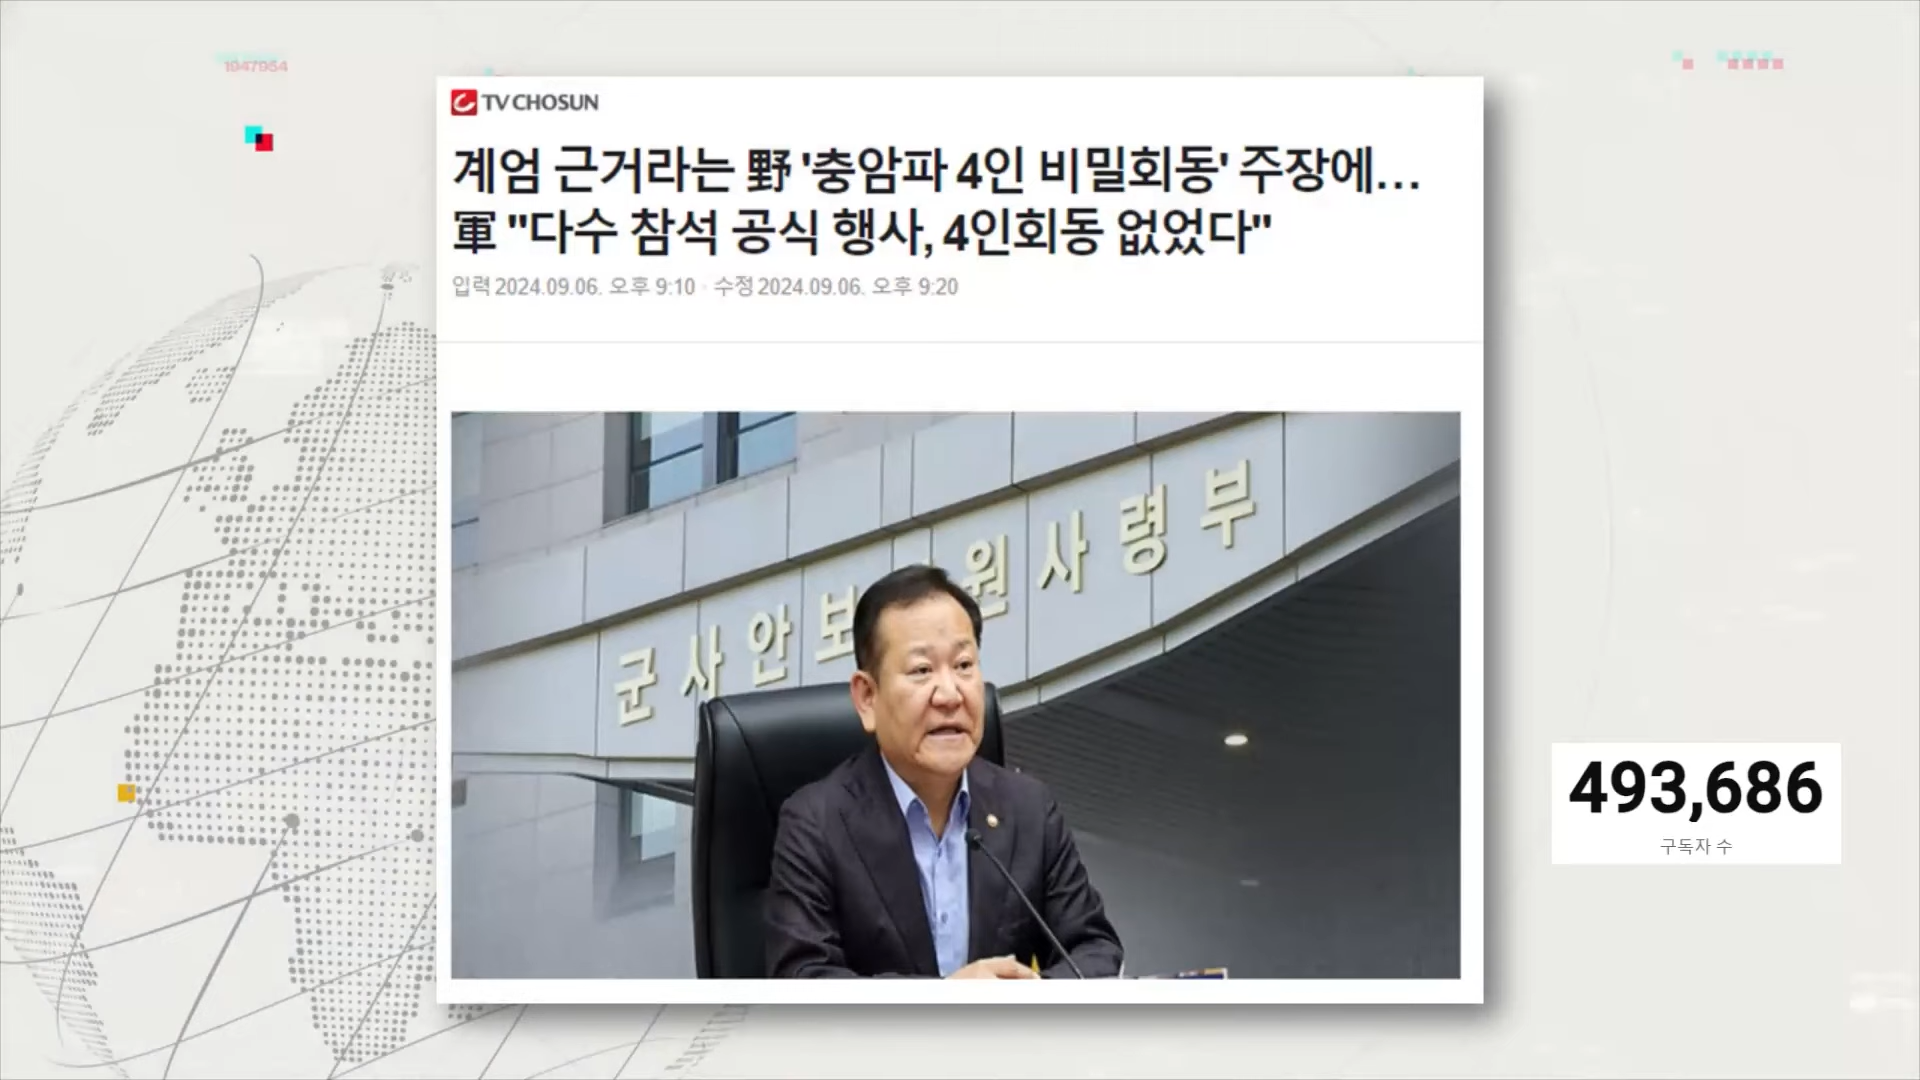 1947954
TV CHOSUN
계엄 근거라는 野 '충암파 4인 비밀회동' 주장에…
軍 "다수 참석 공식 행사, 4인회동 없었다"
입력 2024.09.06. 오후 9:10 · 수정 2024.09.06. 오후 9:20
군사안보 원사령부
493,686
구독자 수